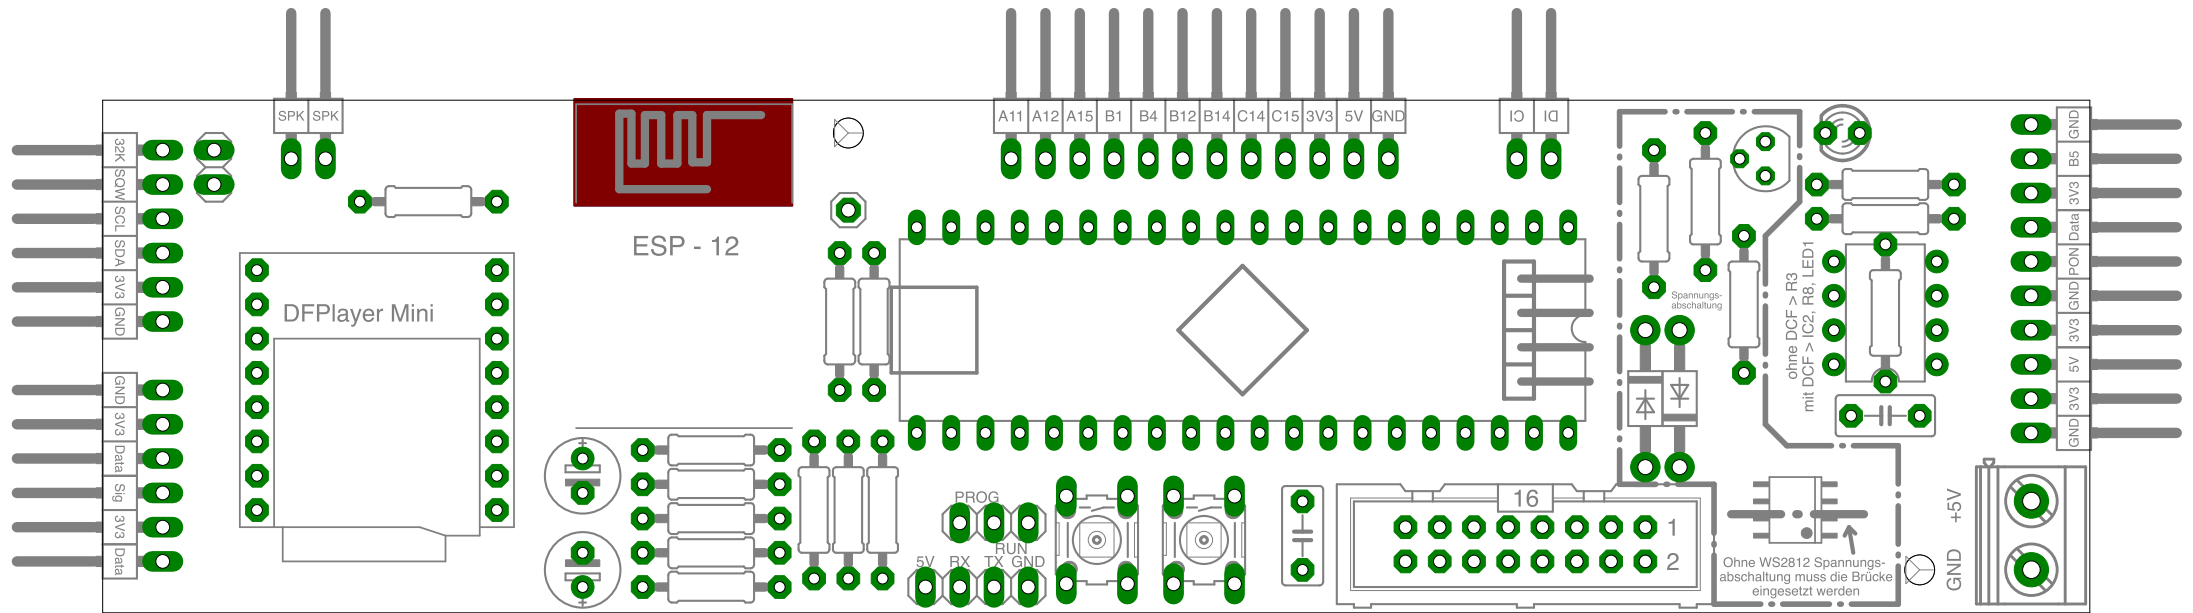 SPK
SPK
A11
A12
A15
B1
B4
B12
B14
C14
C15
3V3
5V
GND
CI
DI
32K
SQW
SCL
SDA
3V3
GND
GND
3V3
Data
Sig
3V3
Data
DFPlayer Mini
ESP - 12
PROG
RUN
5V RX TX GND
16
1
2
Spannungs-
abschaltung
ohne DCF > R3
mit DCF > IC2, R8, LED1
Ohne WS2812 Spannungs-
abschaltung muss die Brücke
eingesetzt werden
GND
B5
3V3
Data
PON
GND
3V3
5V
3V3
GND
+5V
GND